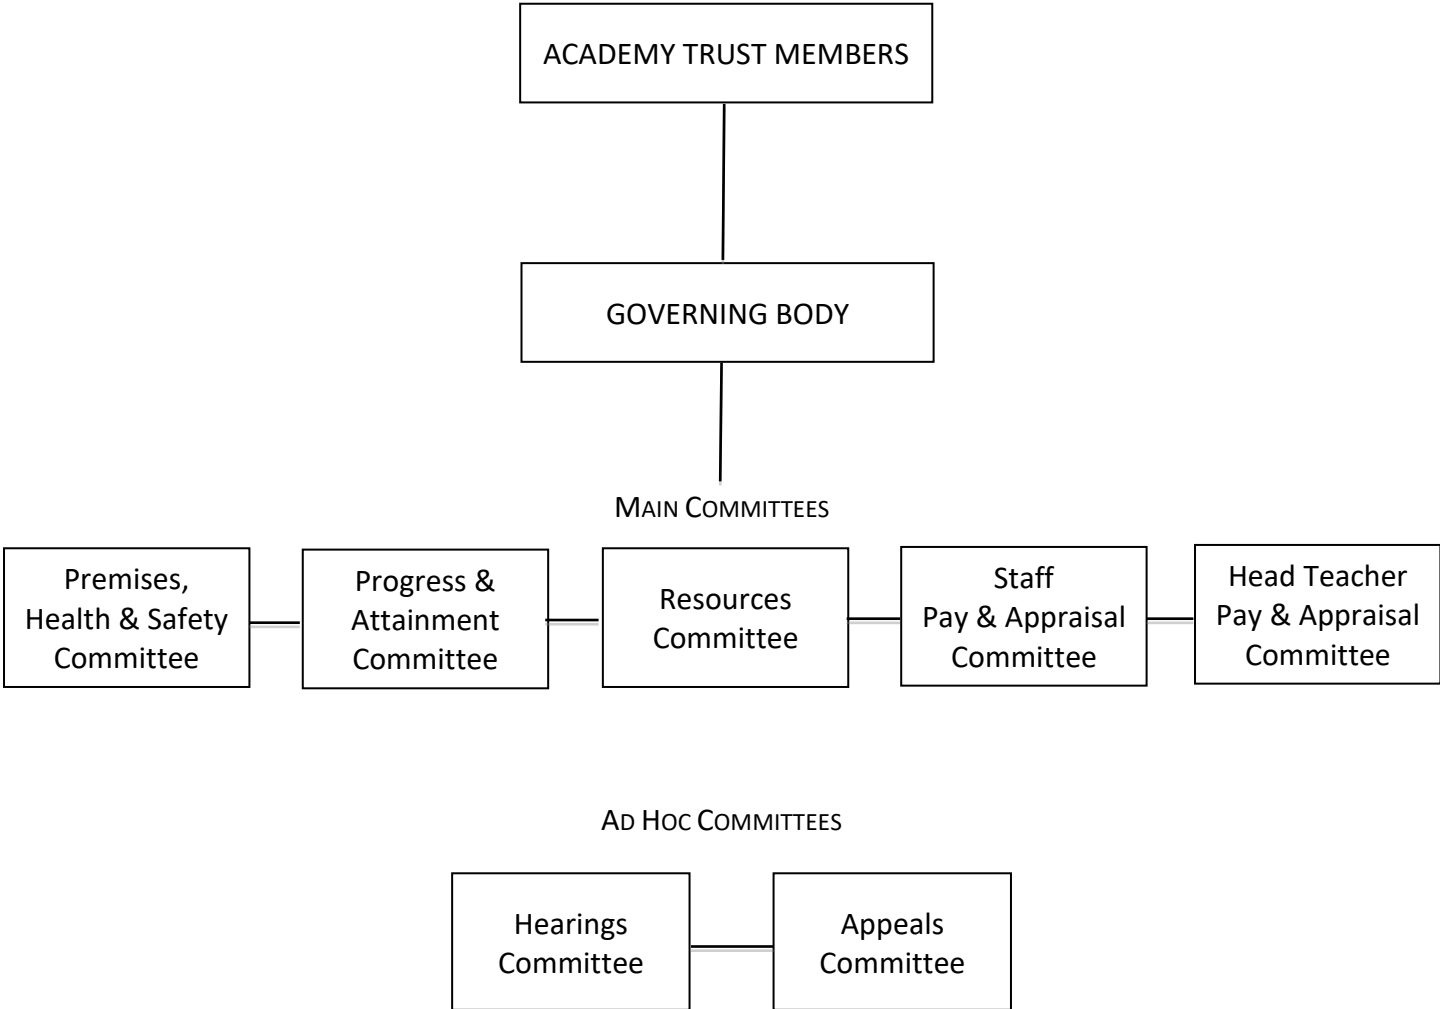 ACADEMY TRUST MEMBERS
GOVERNING BODY
MAIN COMMITTEES
Premises,
Health & Safety
Committee
Progress &
Attainment
Committee
Resources
Committee
Staff
Pay & Appraisal
Committee
Head Teacher
Pay & Appraisal
Committee
AD HOC COMMITTEES
Hearings
Committee
Appeals
Committee